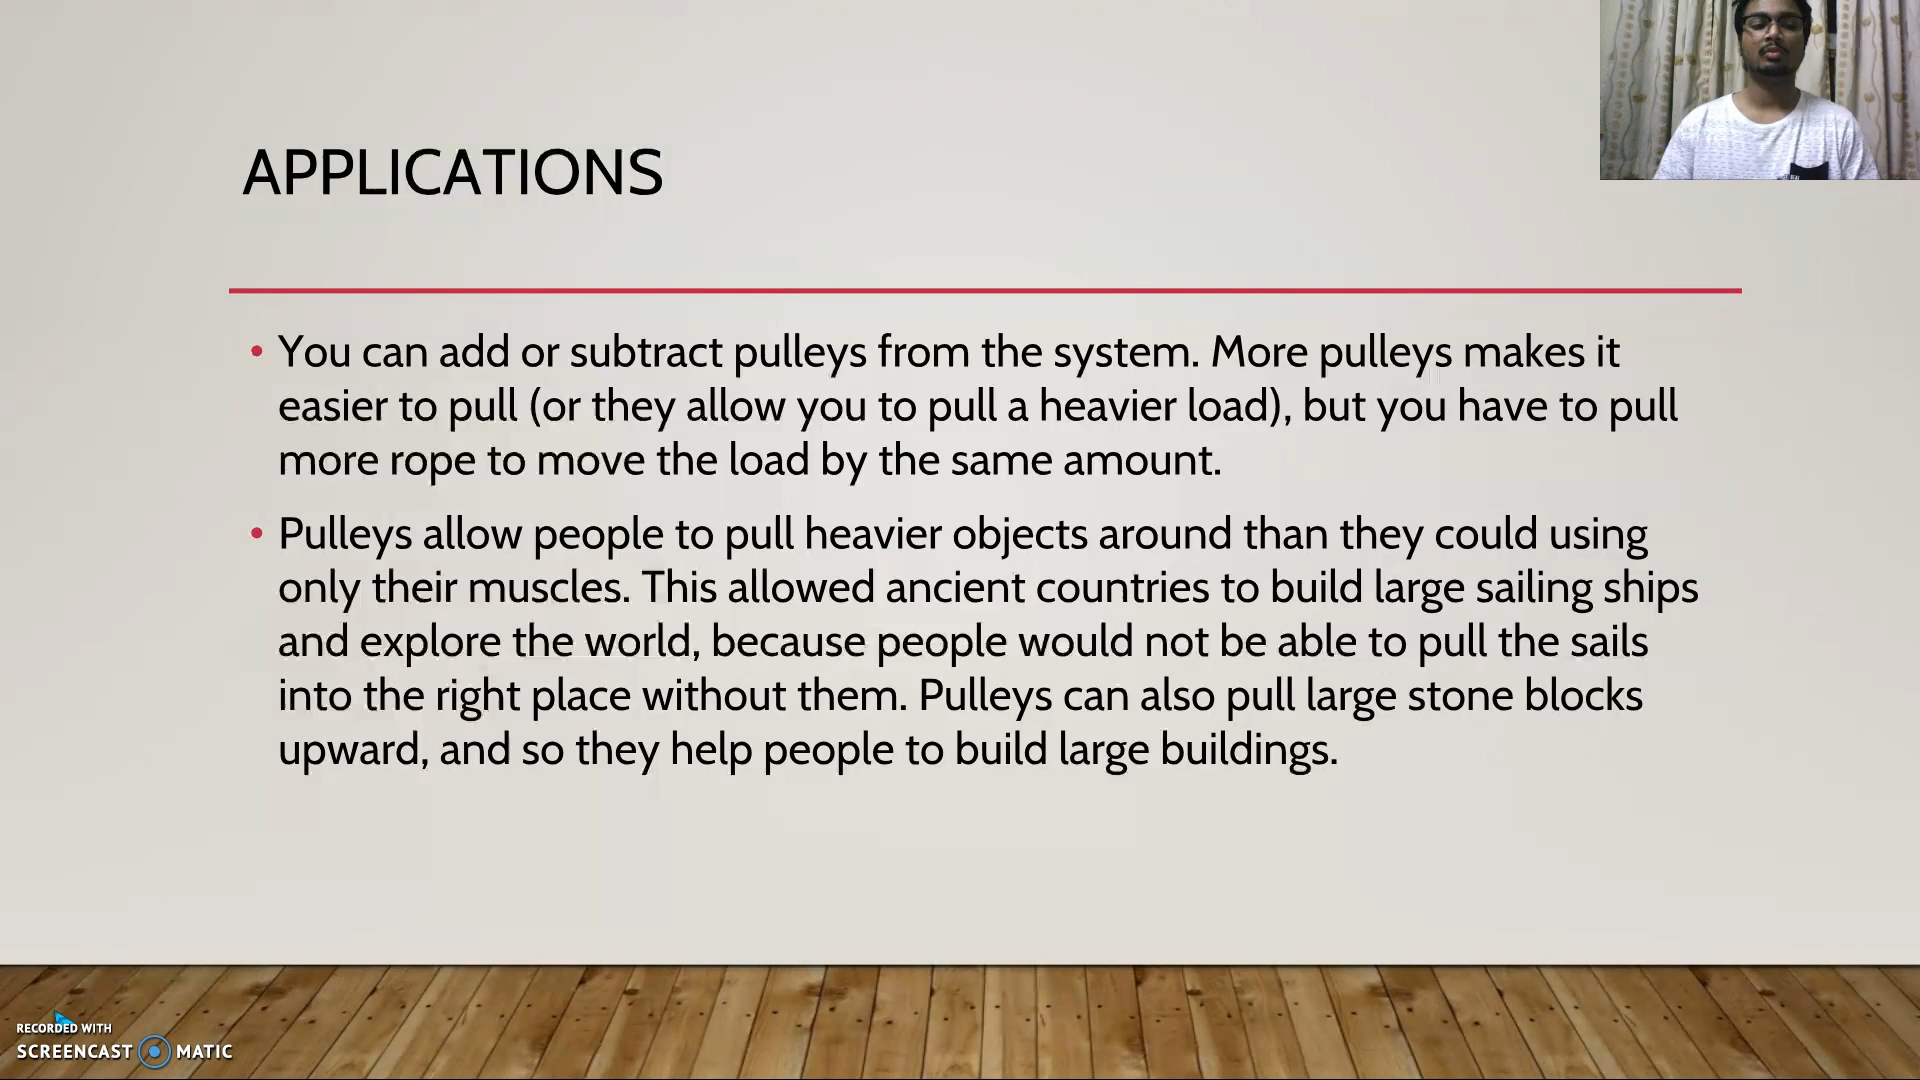 APPLICATIONS
• You can add or subtract pulleys from the system. More pulleys makes it
easier to pull (or they allow you to pull a heavier load), but you have to pull
more rope to move the load by the same amount.
• Pulleys allow people to pull heavier objects around than they could using
only their muscles. This allowed ancient countries to build large sailing ships
and explore the world, because people would not be able to pull the sails
into the right place without them. Pulleys can also pull large stone blocks
upward, and so they help people to build large buildings.
RECORDED WITH
SCREENCAST MATIC